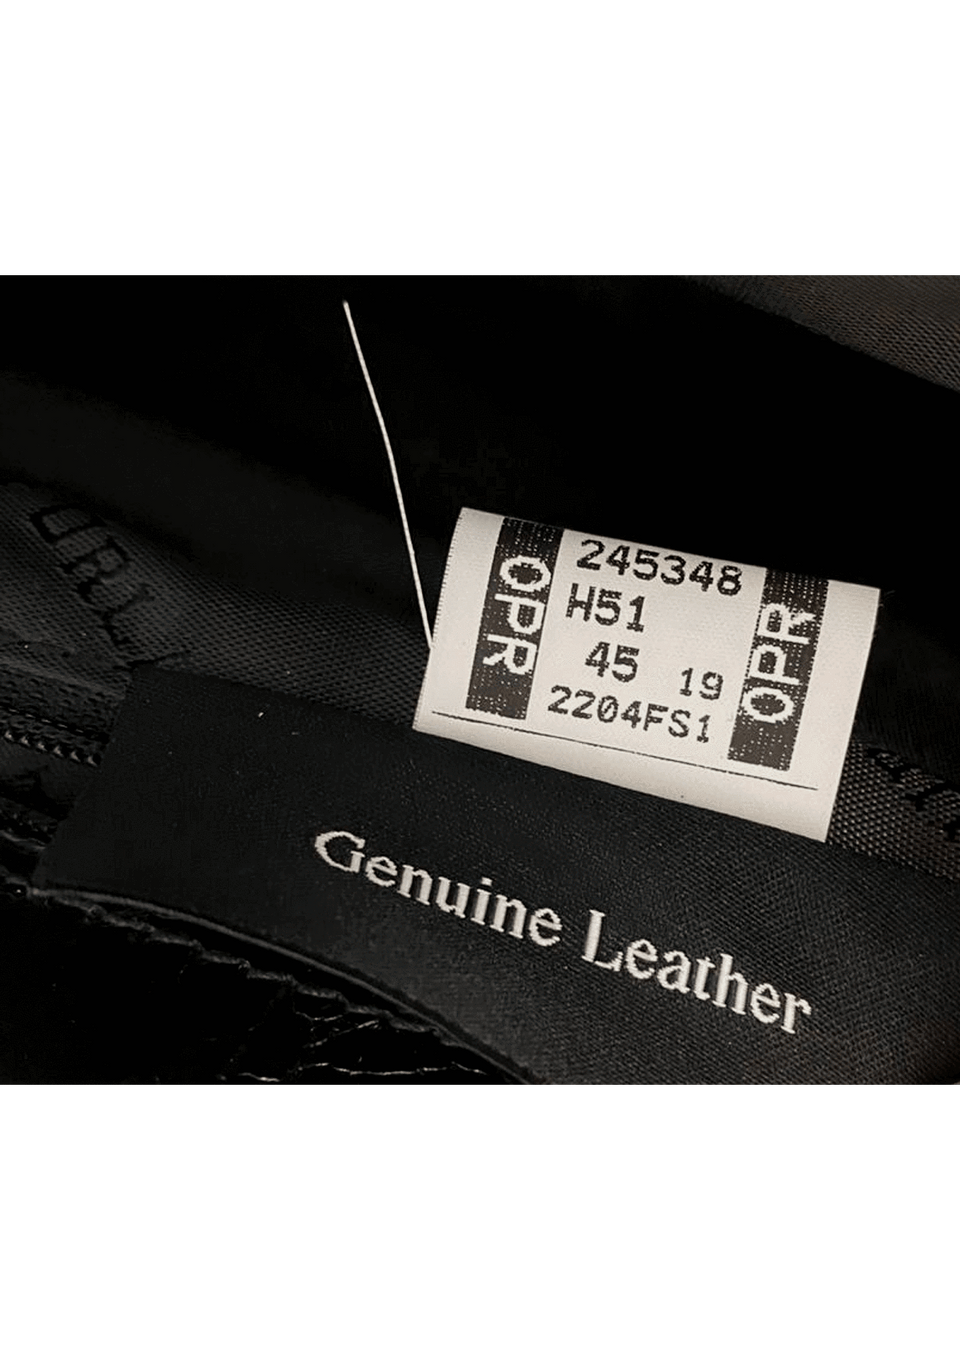 OPR
245348
H51
45 19
2204FS1
OPR
Genuine Leather